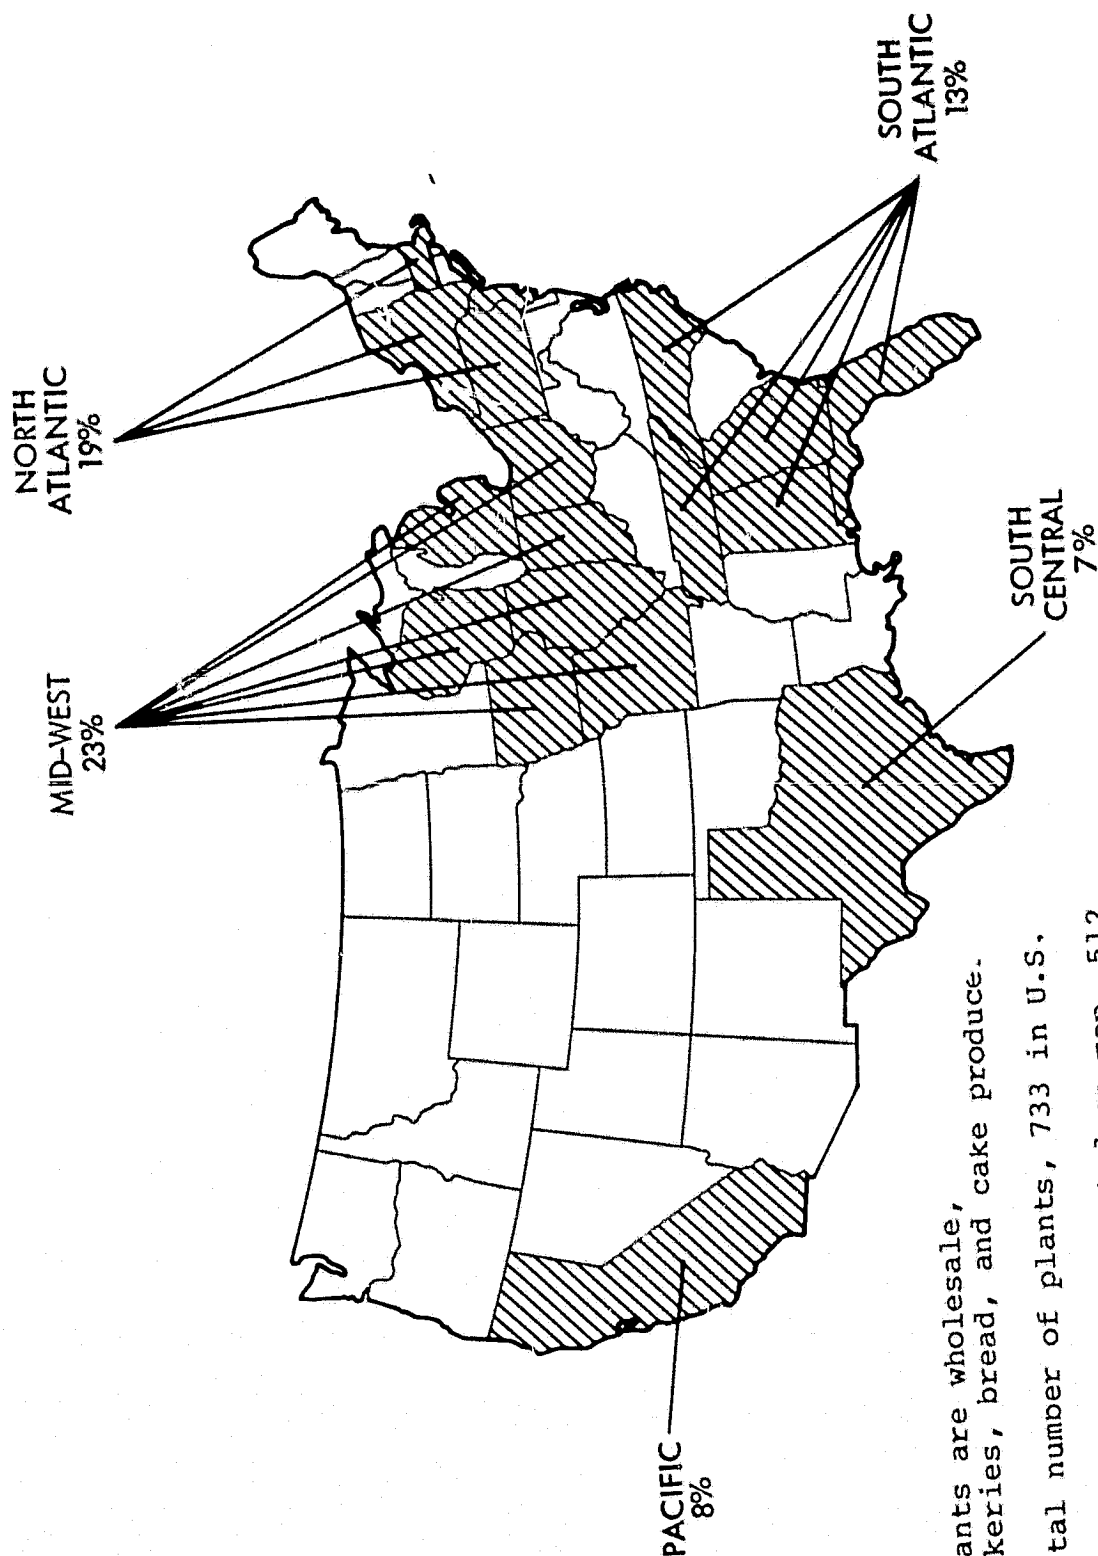 NORTH
ATLANTIC
19%
MID-WEST
23%
SOUTH
ATLANTIC
13%
SOUTH
CENTRAL
7%
PACIFIC
8%
ants are wholesale,
keries, bread, and cake produce.
tal number of plants, 733 in U.S.
512